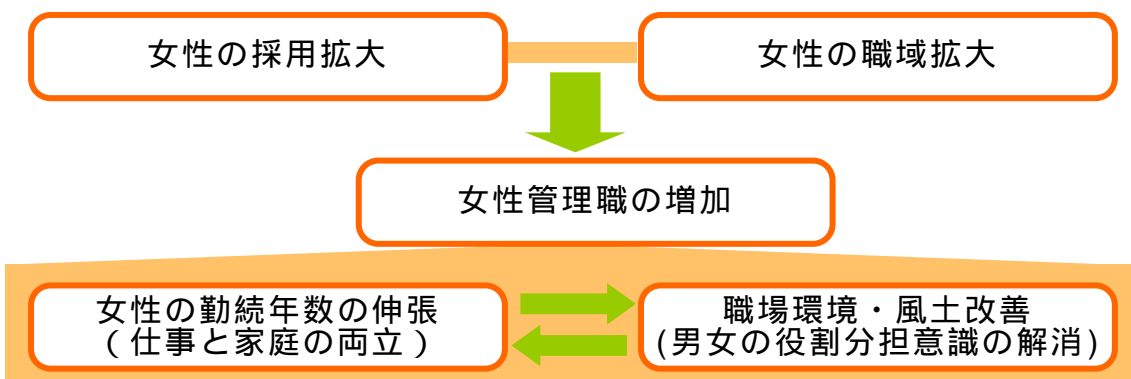 女性の採用拡大
女性の職域拡大
女性管理職の増加
女性の勤続年数の伸張
（仕事と家庭の両立）
職場環境・風土改善
(男女の役割分担意識の解消)